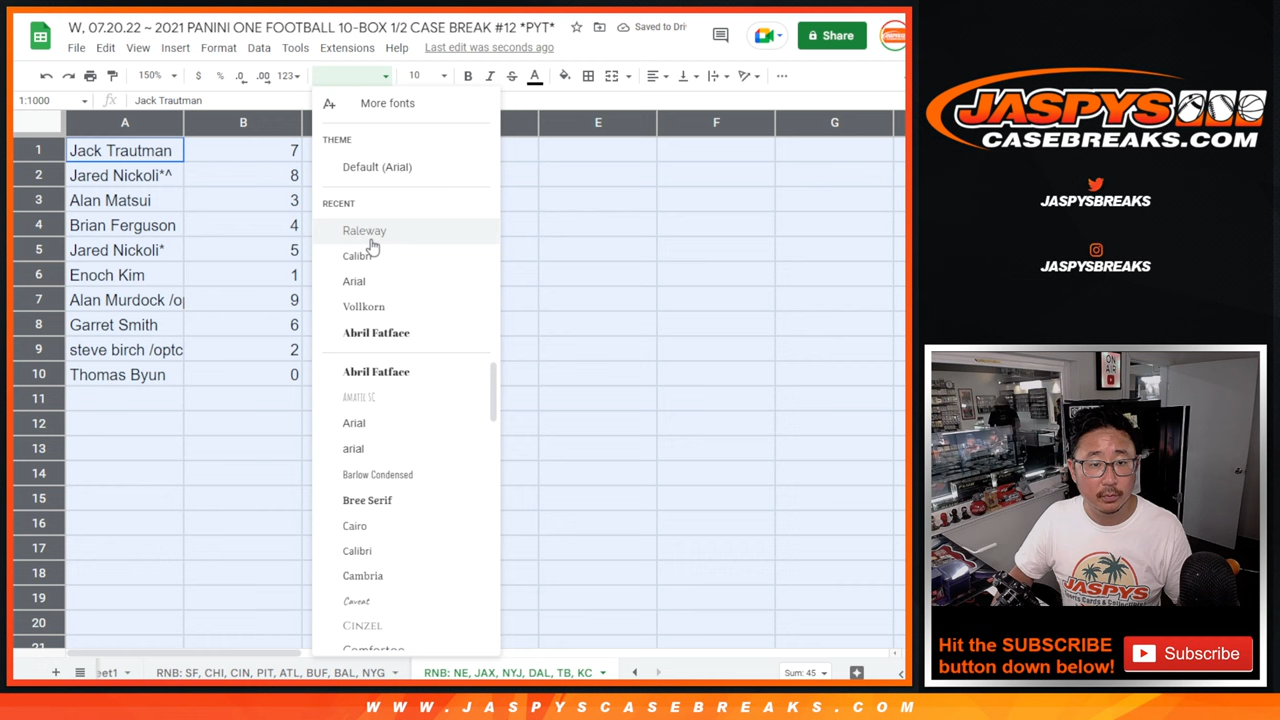 W, 07.20.22 ~ 2021 PANINI ONE FOOTBALL 10-BOX 1/2 CASE BREAK #12 *PYT*
Saved to Dri
Share
File Edit View Insert Format Data Tools Extensions Help Last edit was seconds ago
150% $ % .0 .00 123 10 B I S A
1:1000 fx Jack Trautman
A B E F G
1 Jack Trautman 7
2 Jared Nickoli*^ 8
3 Alan Matsui 3
4 Brian Ferguson 4
5 Jared Nickoli* 5
6 Enoch Kim 1
7 Alan Murdock /o 9
8 Garret Smith 6
9 steve birch /optc 2
10 Thomas Byun 0
11
12
13
14
15
16
17
18
19
20
21
More fonts
THEME
Default (Arial)
RECENT
Raleway
Calibri
Arial
Vollkorn
Abril Fatface
Abril Fatface
AMATIC SC
Arial
arial
Barlow Condensed
Bree Serif
Cairo
Calibri
Cambria
Caveat
CINZEL
Comfortaa
eet1 RNB: SF, CHI, CIN, PIT, ATL, BUF, BAL, NYG RNB: NE, JAX, NYJ, DAL, TB, KC Sum: 45
JASPYS
CASEBREAKS.COM
JASPYSBREAKS
JASPYSBREAKS
ON AIR
JASPYS
Hit the SUBSCRIBE
button down below!
Subscribe
WWW.JASPYSCASEBREAKS.COM